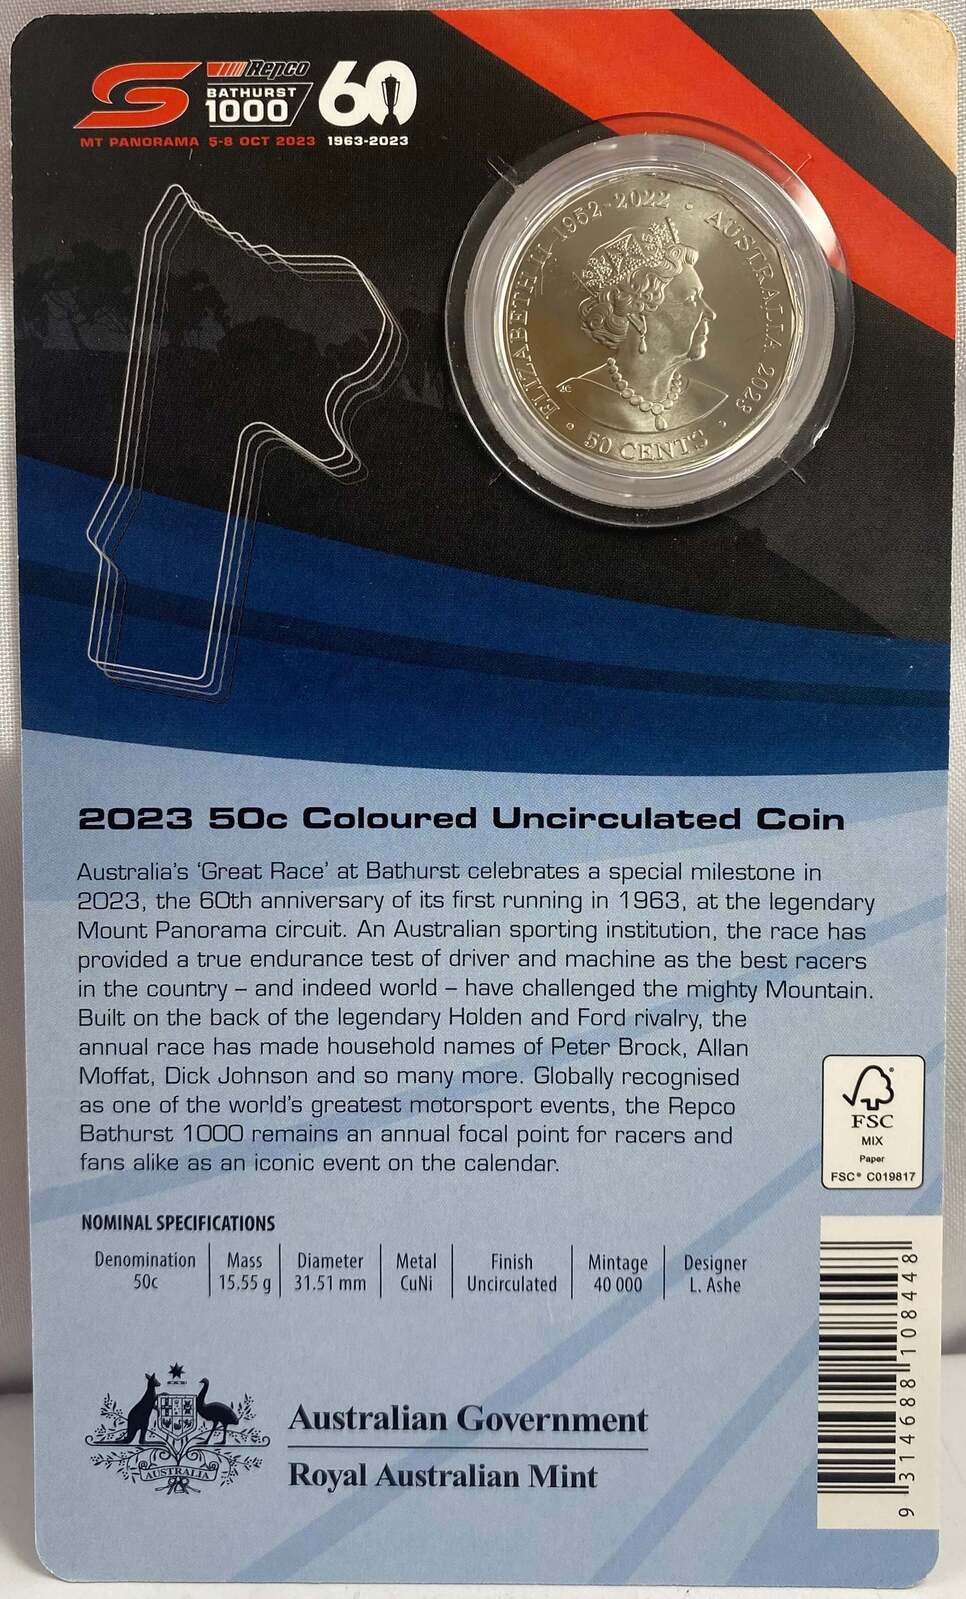 Repco
BATHURST
1000
60
MT PANORAMA 5-8 OCT 2023 1963-2023
ELIZABETH II · 1952-2022 · AUSTRALIA 2023 ·
JC
50 CENTS
2023 50c Coloured Uncirculated Coin
Australia's 'Great Race' at Bathurst celebrates a special milestone in
2023, the 60th anniversary of its first running in 1963, at the legendary
Mount Panorama circuit. An Australian sporting institution, the race has
provided a true endurance test of driver and machine as the best racers
in the country – and indeed world – have challenged the mighty Mountain.
Built on the back of the legendary Holden and Ford rivalry, the
annual race has made household names of Peter Brock, Allan
Moffat, Dick Johnson and so many more. Globally recognised
as one of the world's greatest motorsport events, the Repco
Bathurst 1000 remains an annual focal point for racers and
fans alike as an iconic event on the calendar.
FSC
MIX
Paper
FSC® C019817
NOMINAL SPECIFICATIONS
Denomination Mass Diameter Metal Finish Mintage Designer
50c 15.55 g 31.51 mm CuNi Uncirculated 40 000 L. Ashe
AUSTRALIA
Australian Government
Royal Australian Mint
9 314688 108448